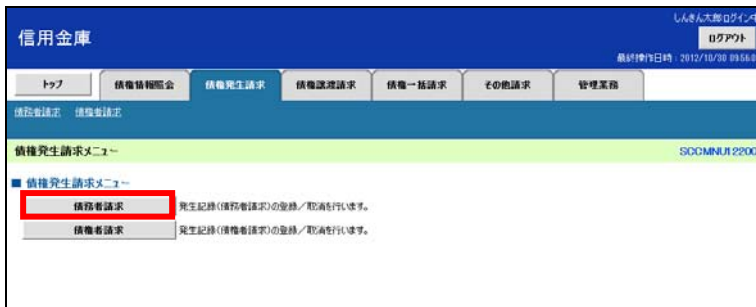 しんきん太郎ログイン中
信用金庫
ログアウト
最終操作日時：2012/10/30 09:56:0
トップ 債権情報照会 債権発生請求 債権譲渡請求 債権一括請求 その他請求 管理業務
債務者請求 債権者請求
債権発生請求メニュー SCCMNU12200
■ 債権発生請求メニュー
債務者請求 発生記録（債務者請求）の登録／取消を行います。
債権者請求 発生記録（債権者請求）の登録／取消を行います。